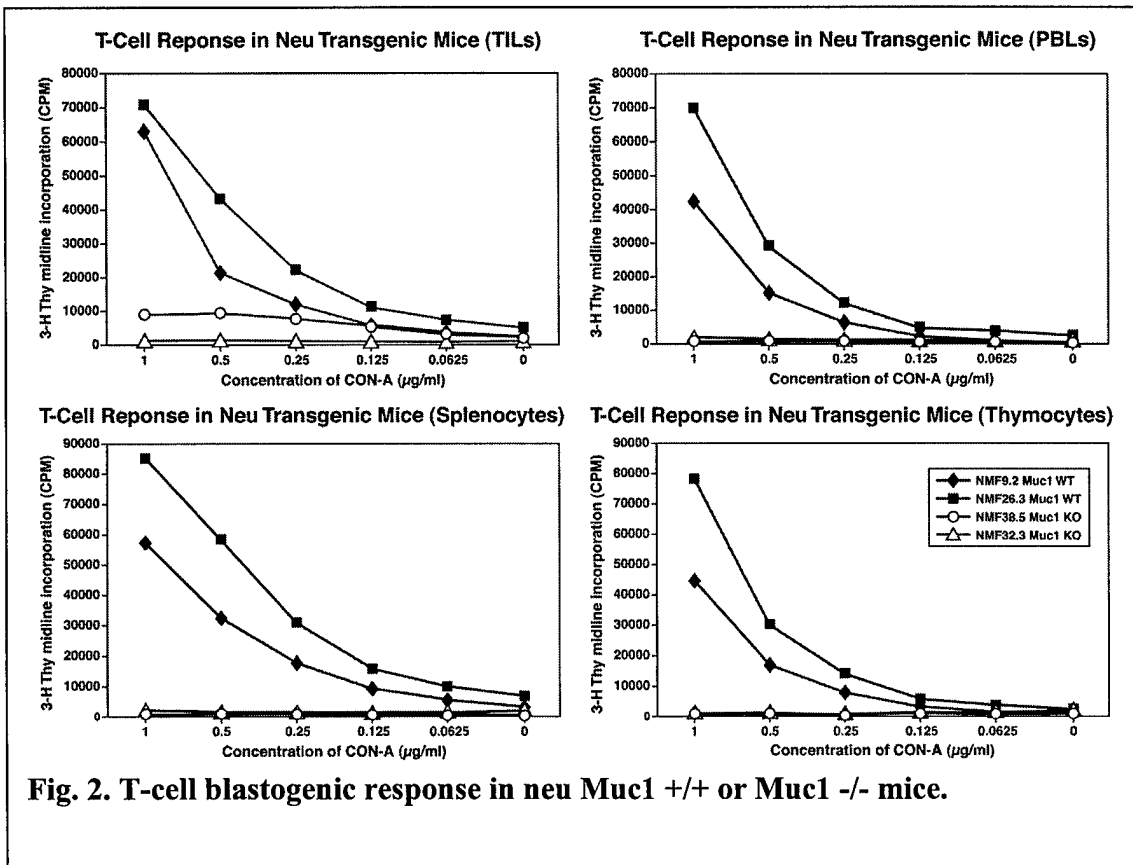 T-Cell Reponse in Neu Transgenic Mice (TILs)
3-H Thy midline incorporation (CPM)
80000
70000
60000
50000
40000
30000
20000
10000
0
1 0.5 0.25 0.125 0.0625 0
Concentration of CON-A (µg/ml)
T-Cell Reponse in Neu Transgenic Mice (PBLs)
3-H Thy midline incorporation (CPM)
80000
70000
60000
50000
40000
30000
20000
10000
0
1 0.5 0.25 0.125 0.0625 0
Concentration of CON-A (µg/ml)
T-Cell Reponse in Neu Transgenic Mice (Splenocytes)
3-H Thy midline incorporation (CPM)
90000
80000
70000
60000
50000
40000
30000
20000
10000
0
1 0.5 0.25 0.125 0.0625 0
Concentration of CON-A (µg/ml)
T-Cell Reponse in Neu Transgenic Mice (Thymocytes)
3-H Thy midline incorporation (CPM)
90000
80000
70000
60000
50000
40000
30000
20000
10000
0
NMF9.2 Muc1 WT
NMF26.3 Muc1 WT
NMF38.5 Muc1 KO
NMF32.3 Muc1 KO
1 0.5 0.25 0.125 0.0625 0
Concentration of CON-A (µg/ml)
Fig. 2. T-cell blastogenic response in neu Muc1 +/+ or Muc1 -/- mice.